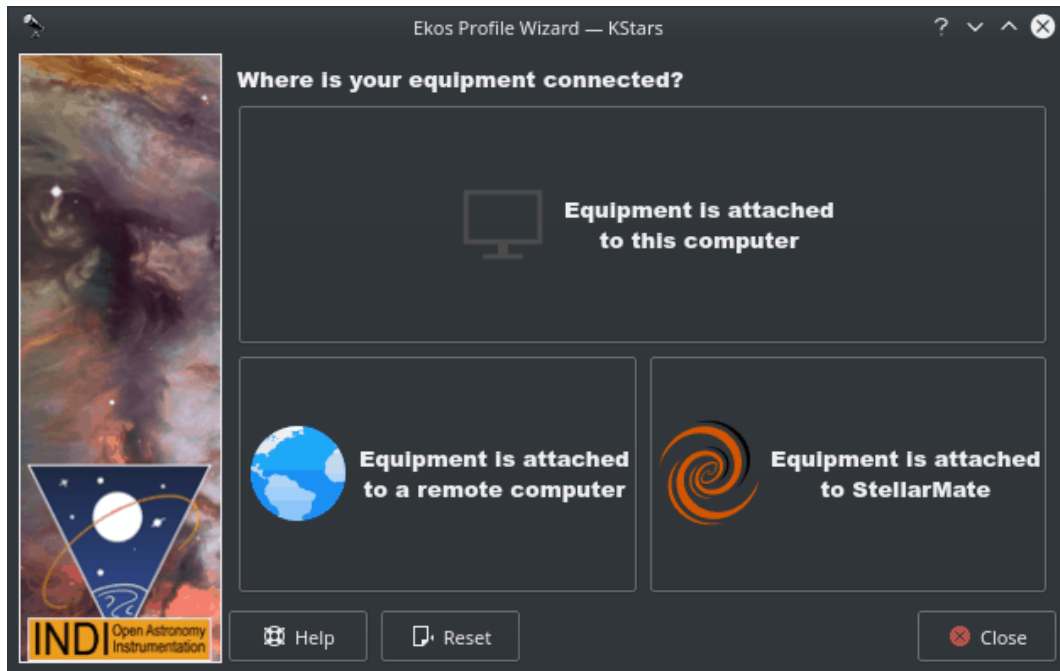 Ekos Profile Wizard — KStars
Where is your equipment connected?
Equipment is attached
to this computer
Equipment is attached
to a remote computer
Equipment is attached
to StellarMate
INDI
Open Astronomy
Instrumentation
Help
Reset
Close